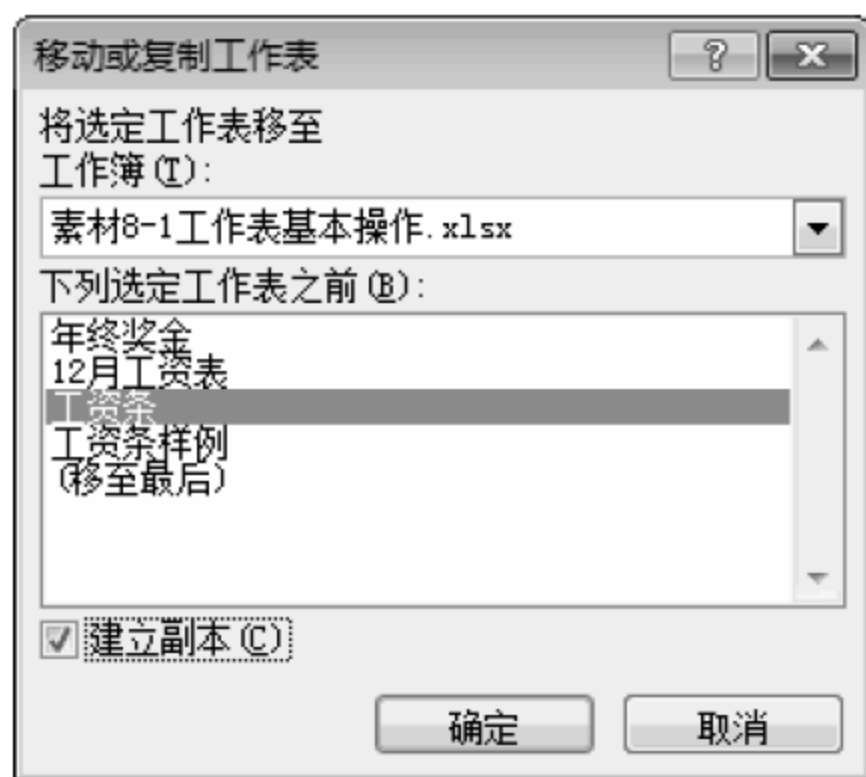 移动或复制工作表
将选定工作表移至
工作簿(T):
素材8-1工作表基本操作.xlsx
下列选定工作表之前(B):
年终奖金
12月工资表
工资条
工资条样例
(移至最后)
建立副本(C)
确定 取消